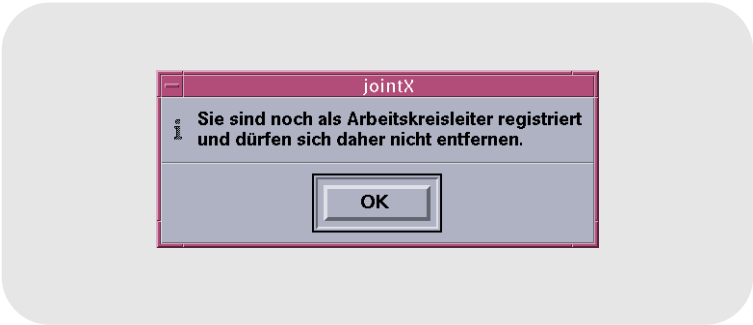 jointX
Sie sind noch als Arbeitskreisleiter registriert
und dürfen sich daher nicht entfernen.
OK